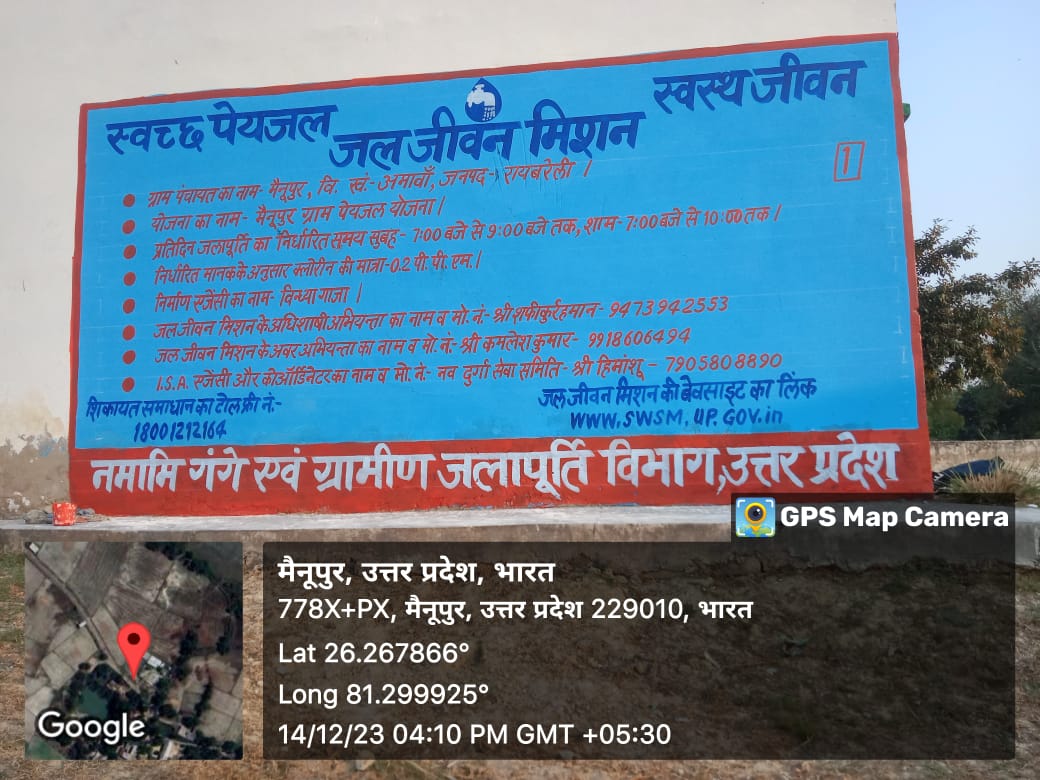 स्वच्छ पेयजल
जल जीवन मिशन
स्वस्थ जीवन
1
ग्राम पंचायत का नाम- मैनूपुर, वि. खं.- अमावाँ, जनपद- रायबरेली ।
योजना का नाम- मैनूपुर ग्राम पेयजल योजना ।
प्रतिदिन जलापूर्ति का निर्धारित समय सुबह- 7:00 बजे से 9:00 बजे तक, शाम- 7:00 बजे से 10:00 तक ।
निर्धारित मानक के अनुसार क्लोरीन की मात्रा- 0.2 पी. पी. एम. ।
निर्माण एजेंसी का नाम- विन्ध्या गाजा ।
जल जीवन मिशन के अधिशाषी अभियन्ता का नाम व मो. नं.- श्री शफीकुर्रहमान- 9473942553
जल जीवन मिशन के अवर अभियन्ता का नाम व मो. नं.- श्री कमलेश कुमार- 9918606494
I.S.A. एजेंसी और कोऑर्डिनेटर का नाम व मो. नं.- नव दुर्गा सेवा समिति- श्री हिमांशू - 7905808890
शिकायत समाधान का टोल फ्री नं:-
18001212164
जल जीवन मिशन की बेवसाइट का लिंक
www.SWSM.UP.GOV.in
नमामि गंगे एवं ग्रामीण जलापूर्ति विभाग, उत्तर प्रदेश
GPS Map Camera
मैनूपुर, उत्तर प्रदेश, भारत
778X+PX, मैनूपुर, उत्तर प्रदेश 229010, भारत
Lat 26.267866°
Long 81.299925°
14/12/23 04:10 PM GMT +05:30
Google